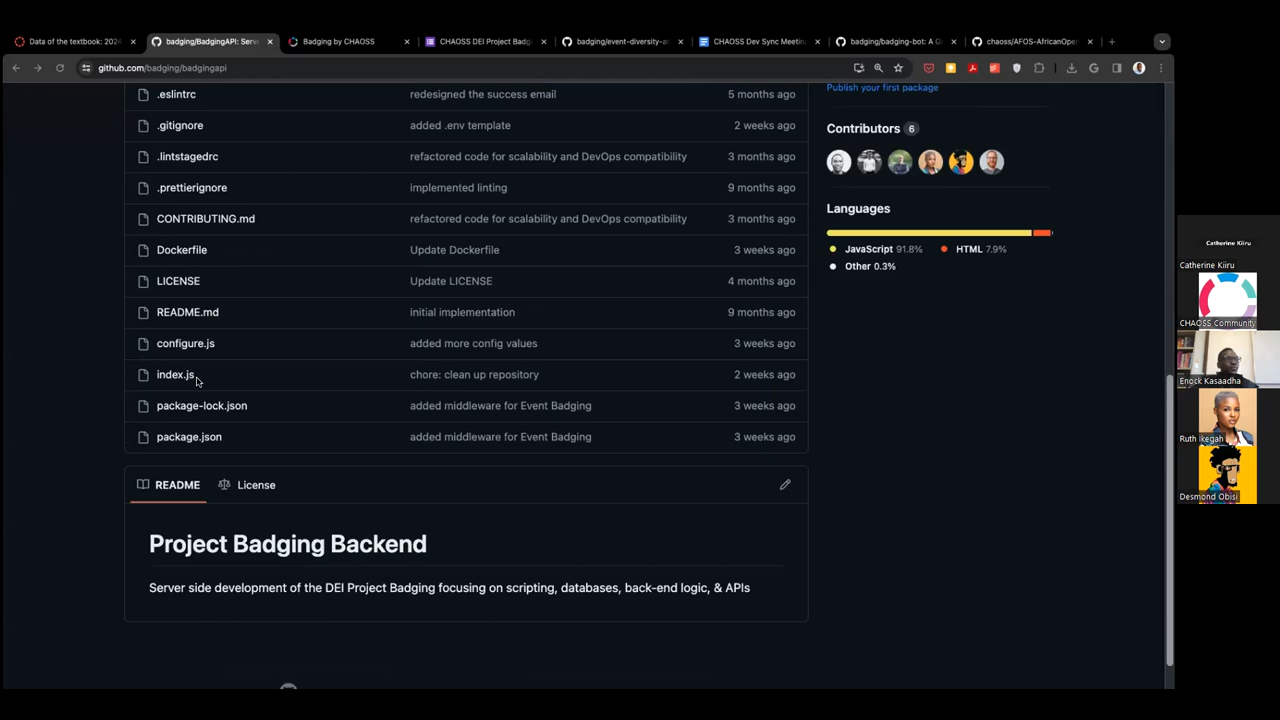 Data of the textbook: 2024
badging/BadgingAPI: Serv
Badging by CHAOSS
CHAOSS DEI Project Badg
badging/event-diversity-a
CHAOSS Dev Sync Meetin
badging/badging-bot: A G
chaoss/AFOS-AfricanOpen
github.com/badging/badgingapi
.eslintrc redesigned the success email 5 months ago
Publish your first package
.gitignore added .env template 2 weeks ago
Contributors 6
.lintstagedrc refactored code for scalability and DevOps compatibility 3 months ago
.prettierignore implemented linting 9 months ago
CONTRIBUTING.md refactored code for scalability and DevOps compatibility 3 months ago
Languages
Dockerfile Update Dockerfile 3 weeks ago
JavaScript 91.8% HTML 7.9%
Other 0.3%
LICENSE Update LICENSE 4 months ago
README.md initial implementation 9 months ago
configure.js added more config values 3 weeks ago
index.js chore: clean up repository 2 weeks ago
package-lock.json added middleware for Event Badging 3 weeks ago
package.json added middleware for Event Badging 3 weeks ago
README License
Project Badging Backend
Server side development of the DEI Project Badging focusing on scripting, databases, back-end logic, & APIs
Catherine Kiiru
Catherine Kiiru
CHAOSS Community
Enock Kasaadha
Ruth Ikegah
Desmond Obisi